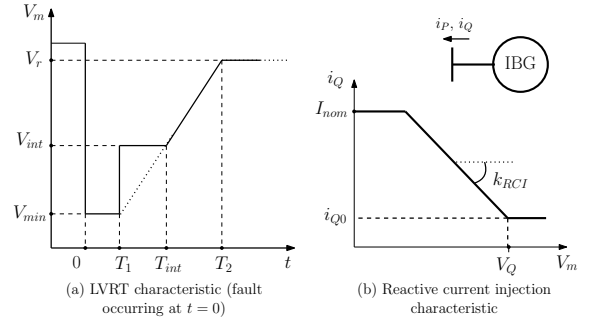 V_m
V_r
V_int
V_min
0 T_1 T_int T_2 t
(a) LVRT characteristic (fault
occurring at t = 0)
i_P, i_Q
IBG
i_Q
I_nom
k_RCI
i_Q0
V_Q V_m
(b) Reactive current injection
characteristic